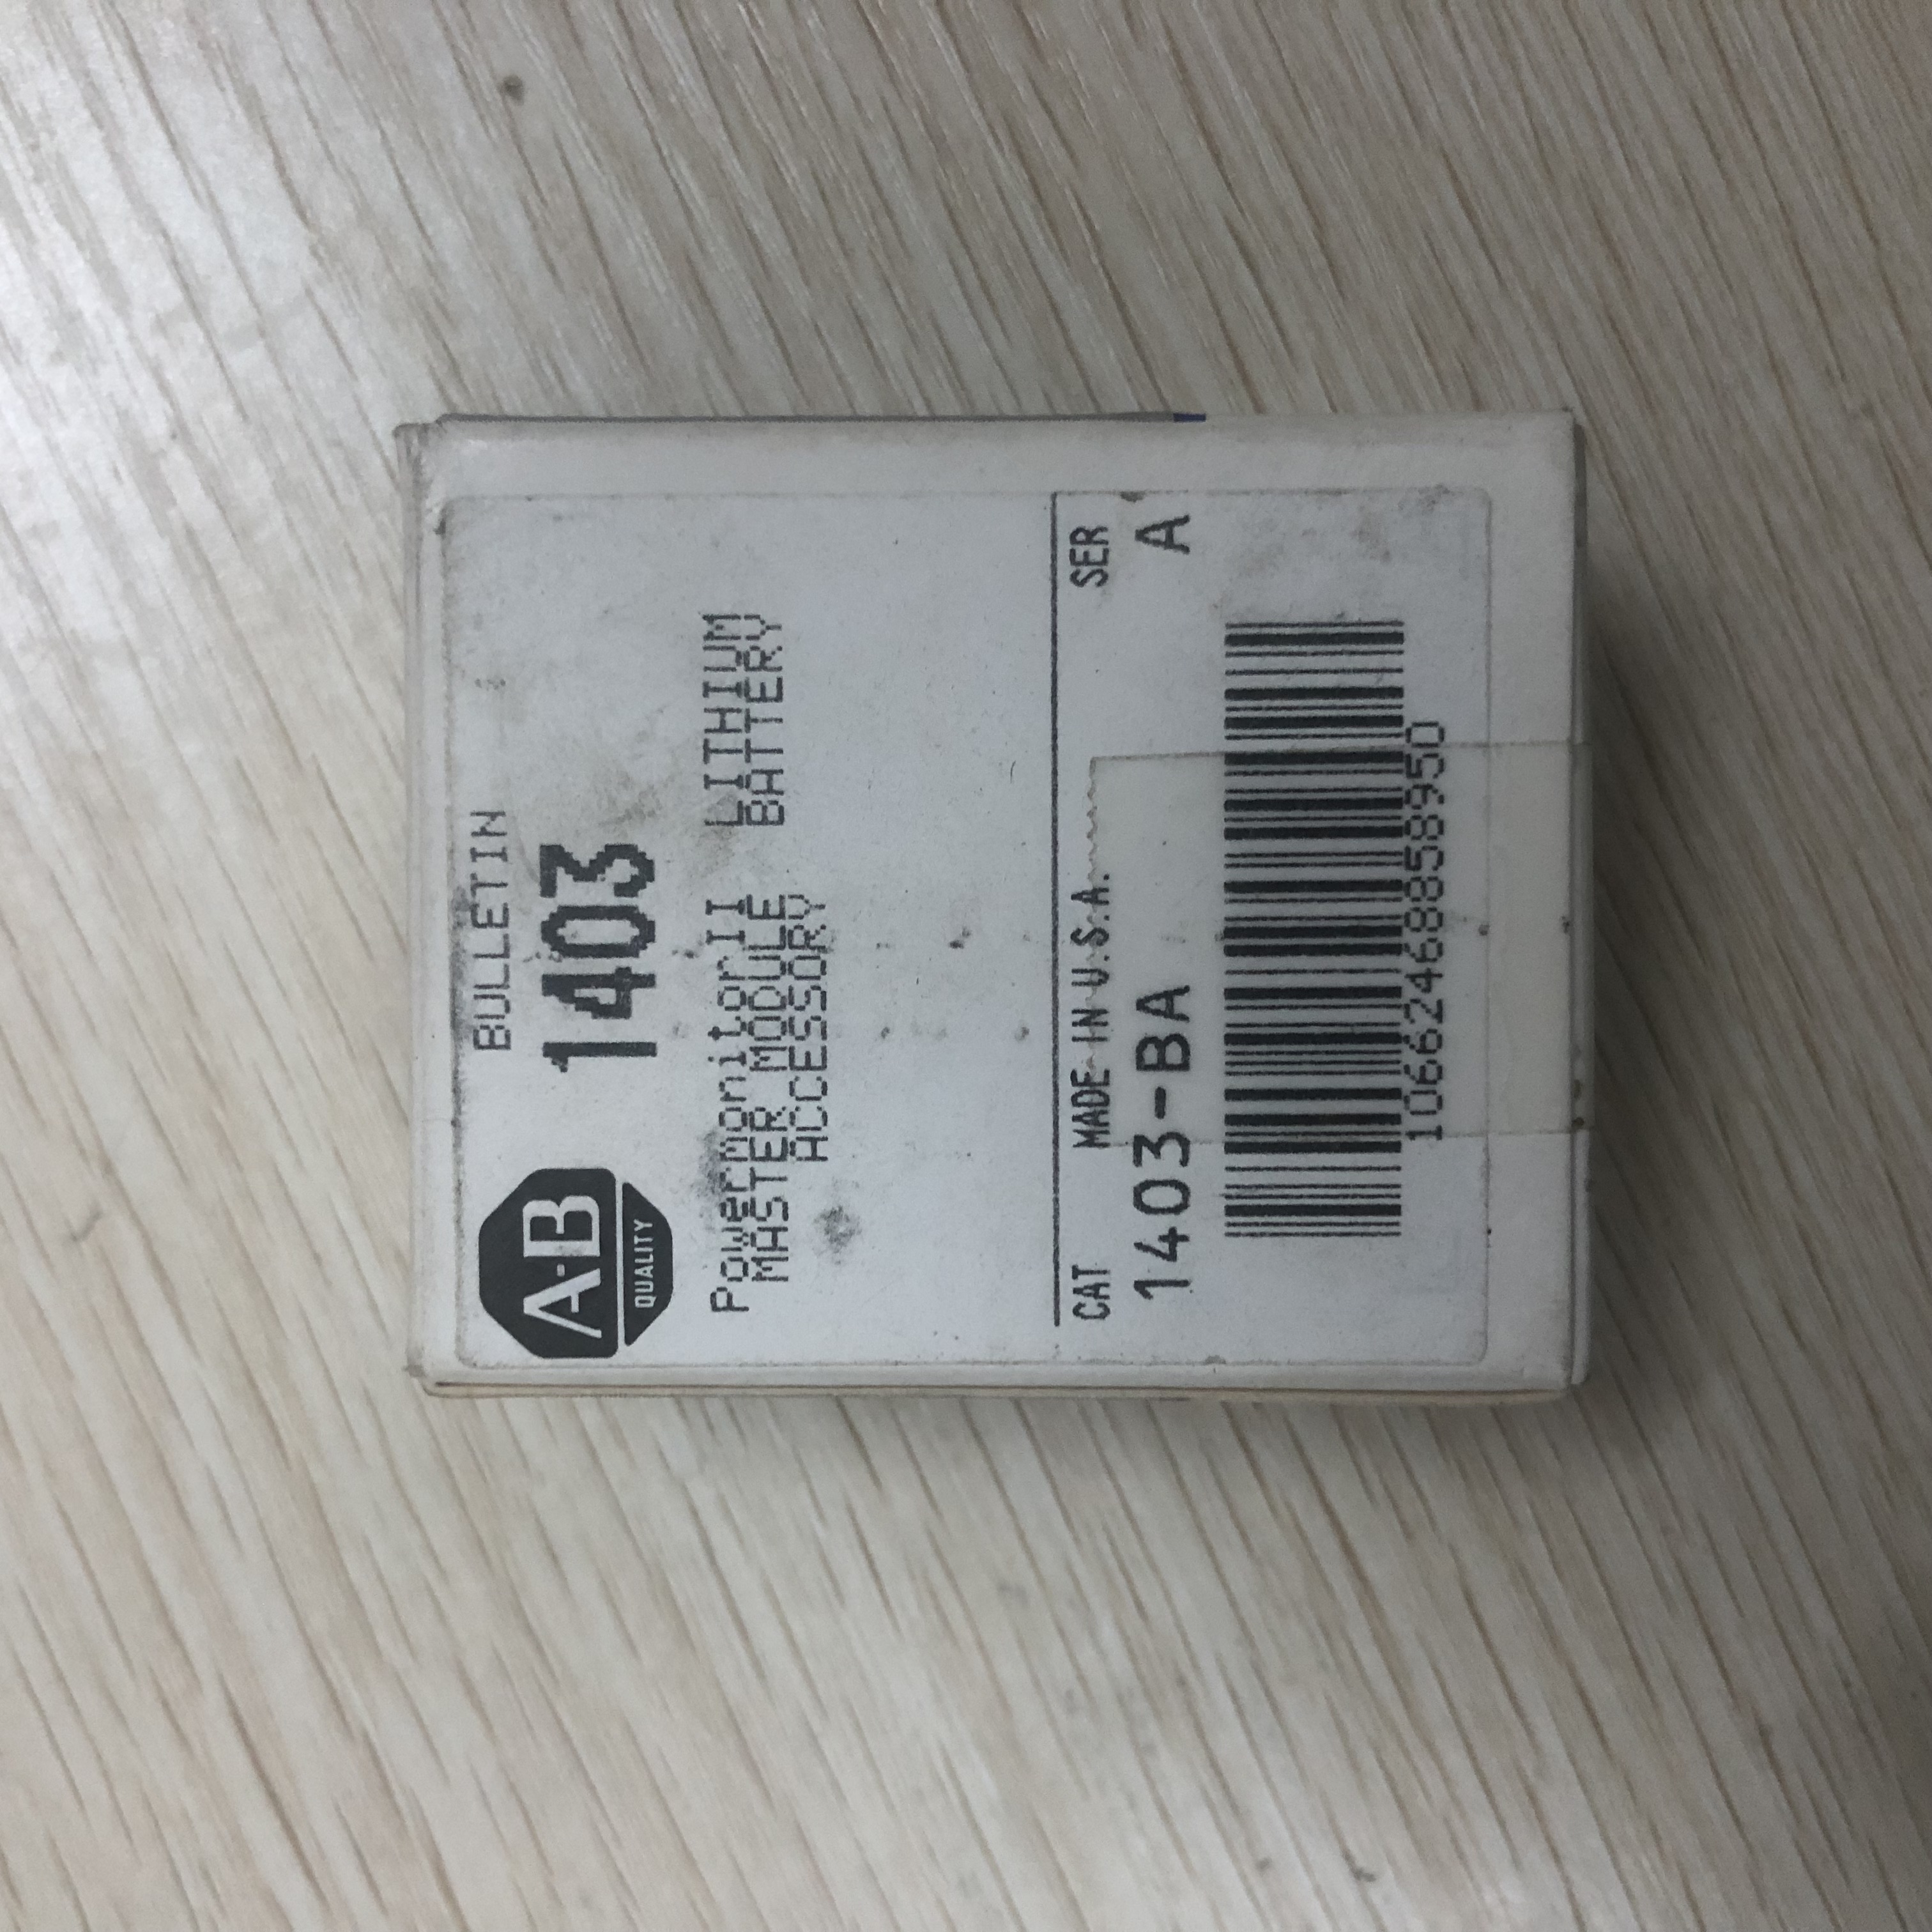 A-B
QUALITY
BULLETIN
1403
Powermonitor II
MASTER MODULE
ACCESSORY
LITHIUM
BATTERY
CAT
MADE IN U.S.A.
SER
1403-BA
A
10662468858950